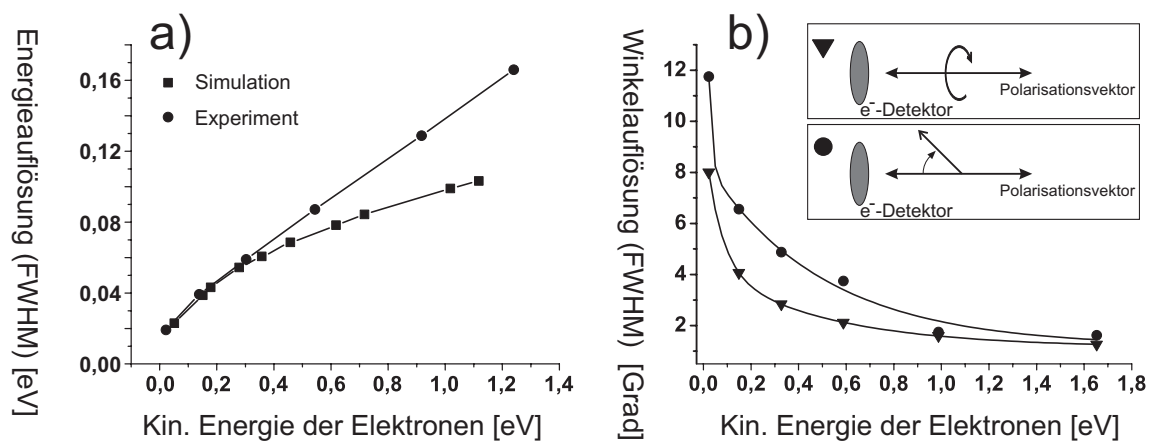 a)
Energieauflösung (FWHM) [eV]
0,16
0,12
0,08
0,04
0,00
Simulation
Experiment
0,0 0,2 0,4 0,6 0,8 1,0 1,2 1,4
Kin. Energie der Elektronen [eV]
b)
Winkelauflösung (FWHM) [Grad]
12
10
8
6
4
2
e⁻-Detektor
Polarisationsvektor
e⁻-Detektor
Polarisationsvektor
0,0 0,2 0,4 0,6 0,8 1,0 1,2 1,4 1,6 1,8
Kin. Energie der Elektronen [eV]